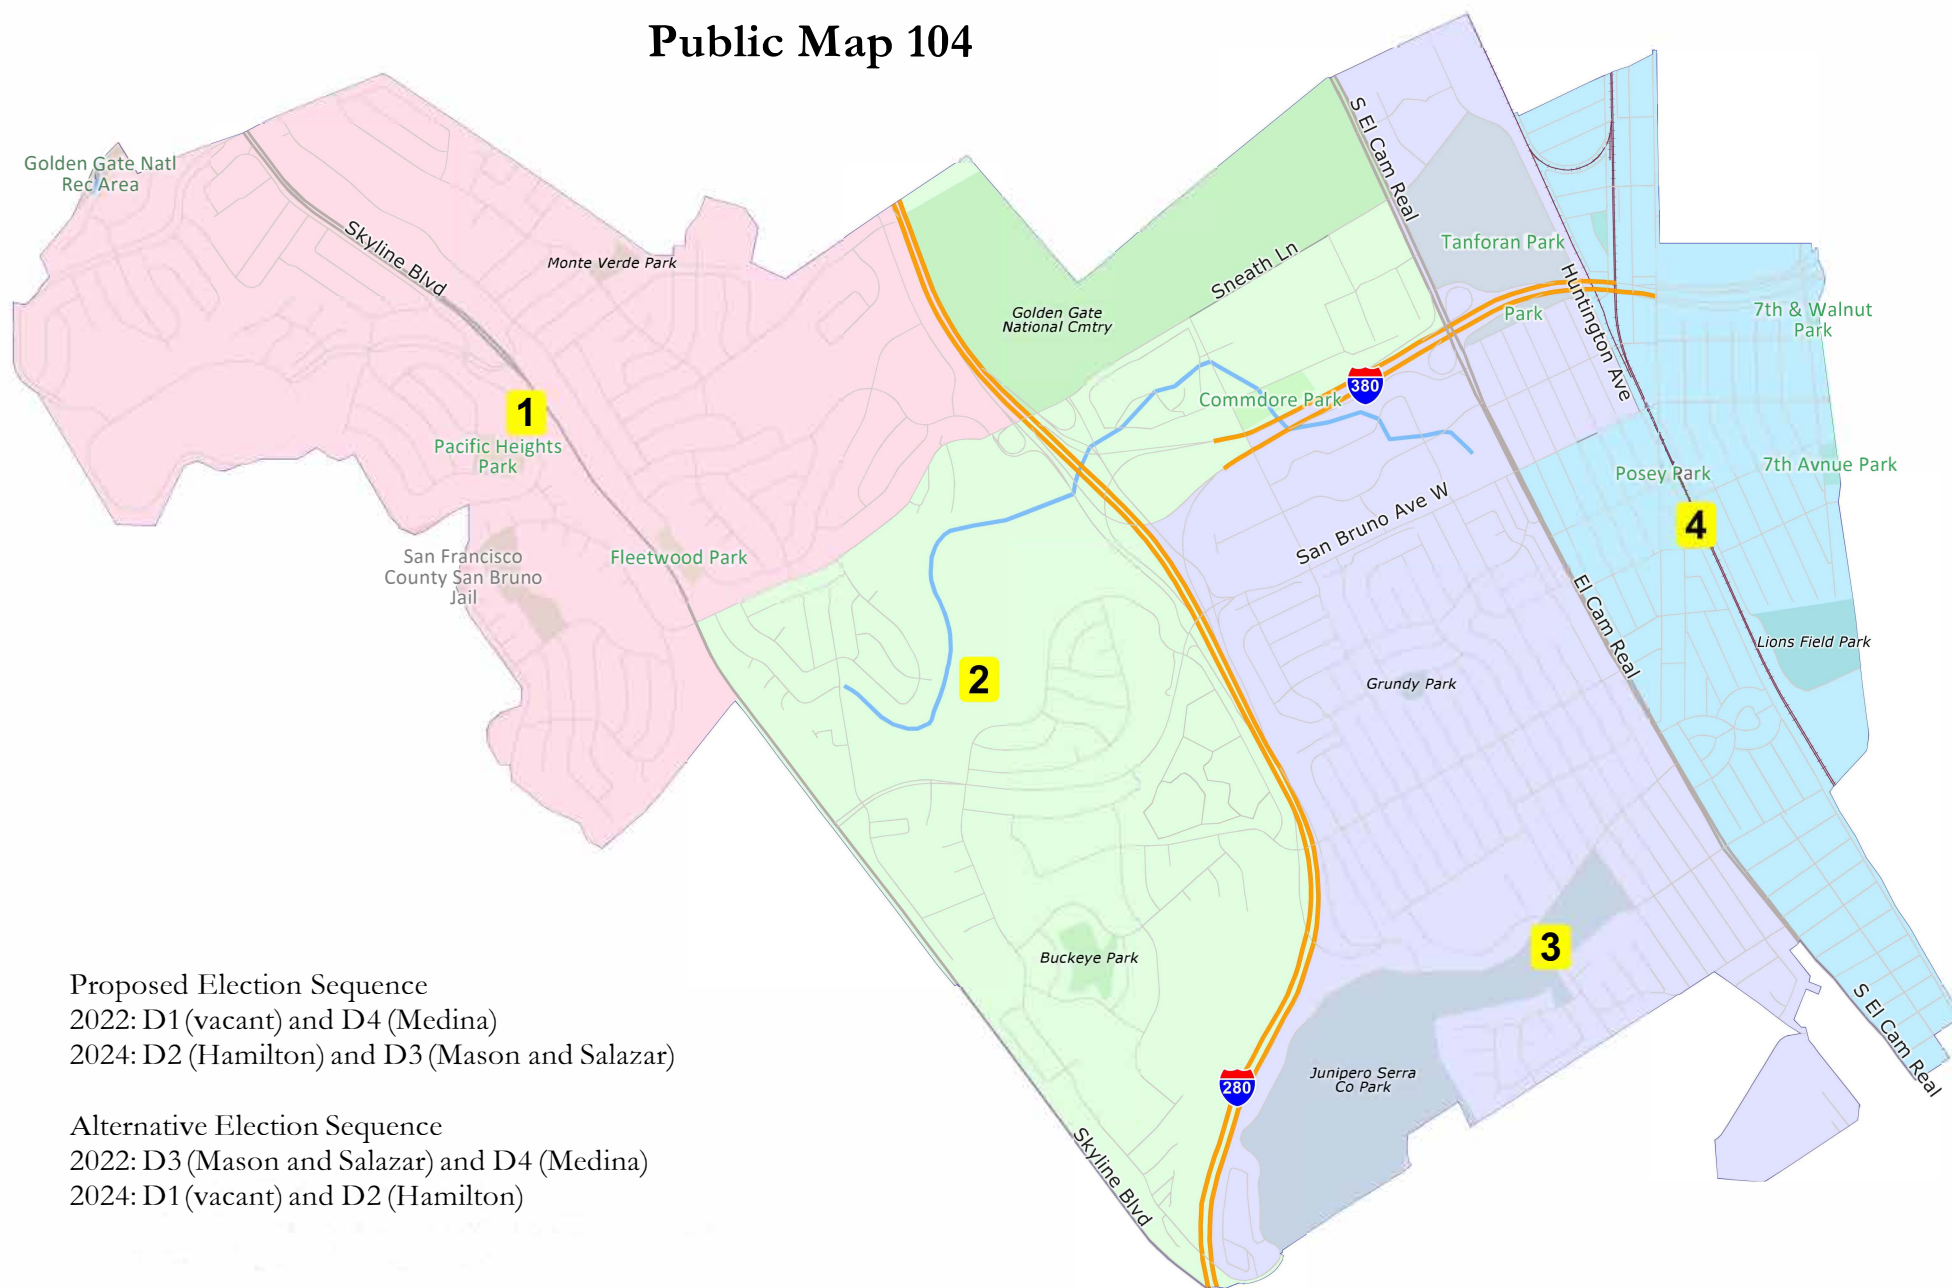 Public Map 104
S El Cam Real
Golden Gate Natl
Rec Area
Skyline Blvd
Monte Verde Park
Tanforan Park
Sneath Ln
Huntington Ave
Golden Gate
National Cmtry
Park
7th & Walnut
Park
380
Commdore Park
1
Pacific Heights
Park
Posey Park
7th Avnue Park
San Bruno Ave W
4
San Francisco
County San Bruno
Jail
Fleetwood Park
El Cam Real
Lions Field Park
2
Grundy Park
3
Buckeye Park
Proposed Election Sequence
2022: D1 (vacant) and D4 (Medina)
2024: D2 (Hamilton) and D3 (Mason and Salazar)
S El Cam Real
Junipero Serra
Co Park
280
Alternative Election Sequence
2022: D3 (Mason and Salazar) and D4 (Medina)
2024: D1 (vacant) and D2 (Hamilton)
Skyline Blvd